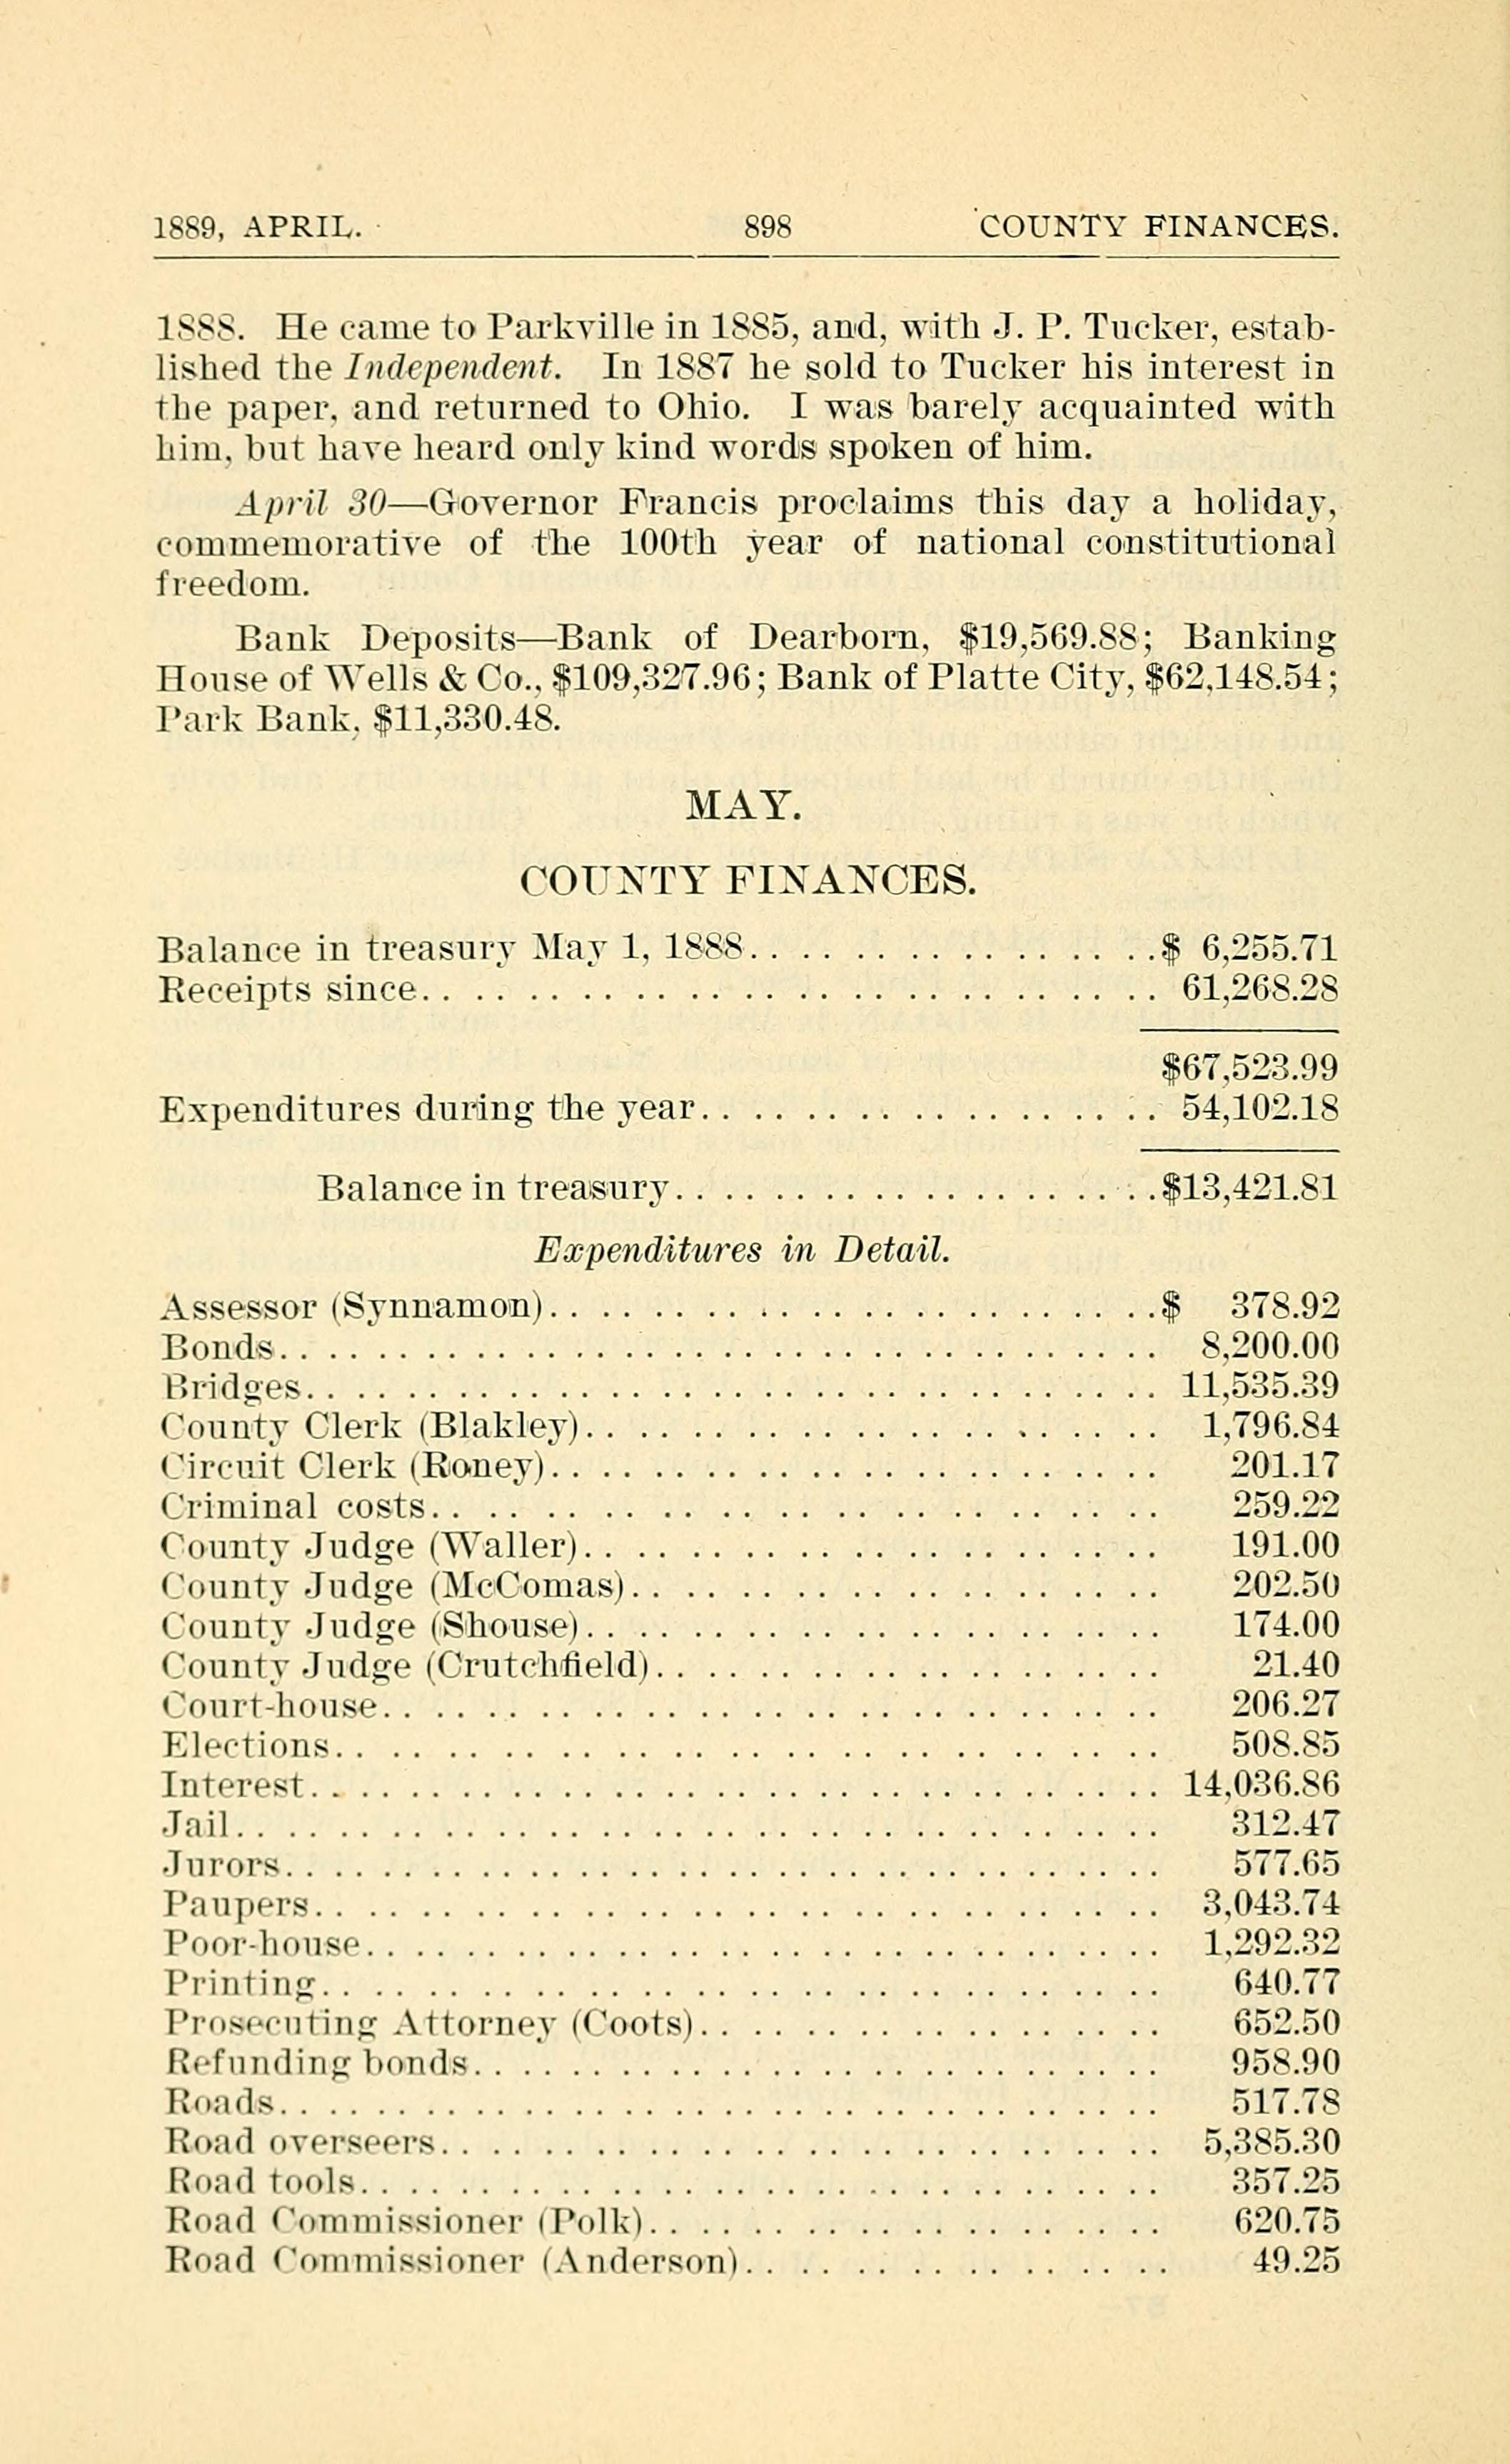 1889, APRIL. 898 COUNTY FINANCES.
1888. He came to Parkville in 1885, and, with J. P. Tucker, estab-
lished the Independent. In 1887 he sold to Tucker his interest in
the paper, and returned to Ohio. I was barely acquainted with
him, but have heard only kind words spoken of him.
April 30—Governor Francis proclaims this day a holiday,
commemorative of the 100th year of national constitutional
freedom.
Bank Deposits—Bank of Dearborn, $19,569.88; Banking
House of Wells & Co., $109,327.96; Bank of Platte City, $62,148.54;
Park Bank, $11,330.48.
MAY.
COUNTY FINANCES.
Balance in treasury May 1, 1888................$ 6,255.71
Receipts since............................ 61,268.28
$67,523.99
Expenditures during the year.................. 54,102.18
Balance in treasury...................$13,421.81
Expenditures in Detail.
Assessor (Synnamon)........................$ 378.92
Bonds.................................. 8,200.00
Bridges................................. 11,535.39
County Clerk (Blakley)....................... 1,796.84
Circuit Clerk (Roney)........................ 201.17
Criminal costs............................ 259.22
County Judge (Waller)....................... 191.00
County Judge (McComas)..................... 202.50
County Judge (Shouse)....................... 174.00
County Judge (Crutchfield).................... 21.40
Court-house.............................. 206.27
Elections................................ 508.85
Interest................................. 14,036.86
Jail.................................... 312.47
Jurors.................................. 577.65
Paupers................................. 3,043.74
Poor-house............................... 1,292.32
Printing................................. 640.77
Prosecuting Attorney (Coots).................. 652.50
Refunding bonds........................... 958.90
Roads.................................. 517.78
Road overseers............................ 5,385.30
Road tools............................... 357.25
Road Commissioner (Polk).................... 620.75
Road Commissioner (Anderson)................ 49.25